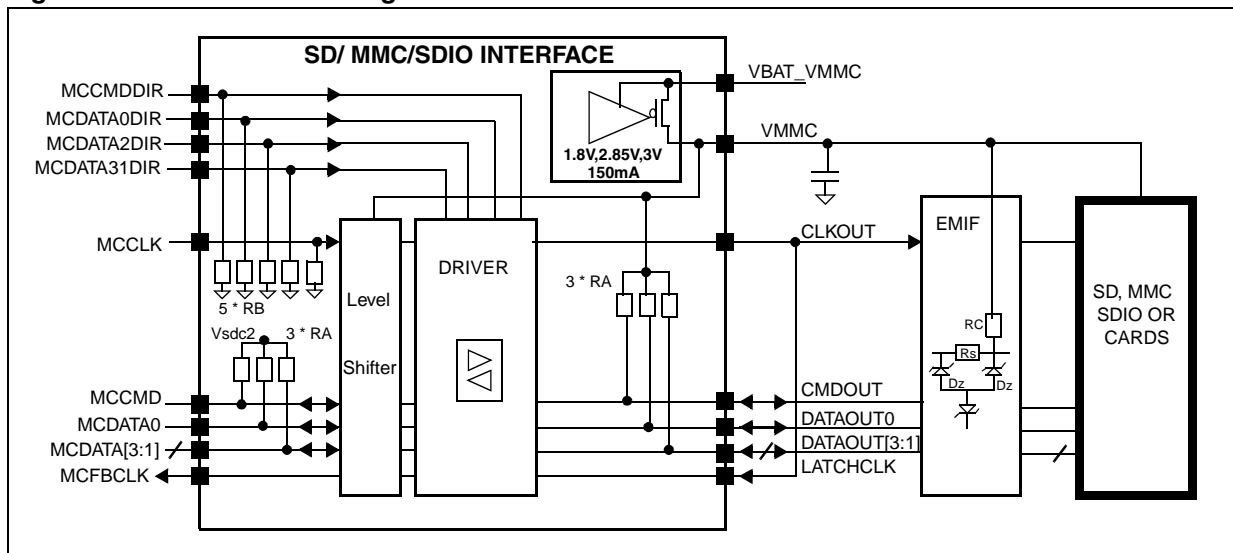 SD/ MMC/SDIO INTERFACE
MCCMDDIR
MCDATA0DIR
MCDATA2DIR
MCDATA31DIR
MCCLK
5 * RB
Vsdc2
3 * RA
MCCMD
MCDATA0
MCDATA[3:1]
MCFBCLK
Level
Shifter
DRIVER
1.8V,2.85V,3V
150mA
3 * RA
VBAT_VMMC
VMMC
CLKOUT
CMDOUT
DATAOUT0
DATAOUT[3:1]
LATCHCLK
EMIF
RC
Rs
Dz
Dz
SD, MMC
SDIO OR
CARDS